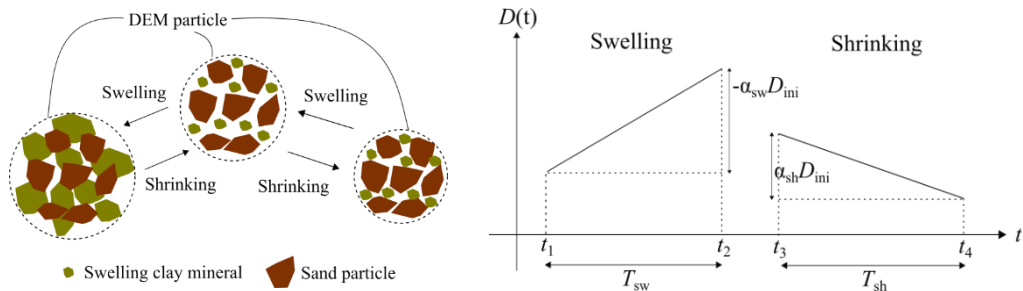 DEM particle
Swelling
Swelling
Shrinking
Shrinking
Swelling clay mineral
Sand particle
D(t)
Swelling
Shrinking
-αswDini
αshDini
t1
t2
t3
t4
t
Tsw
Tsh